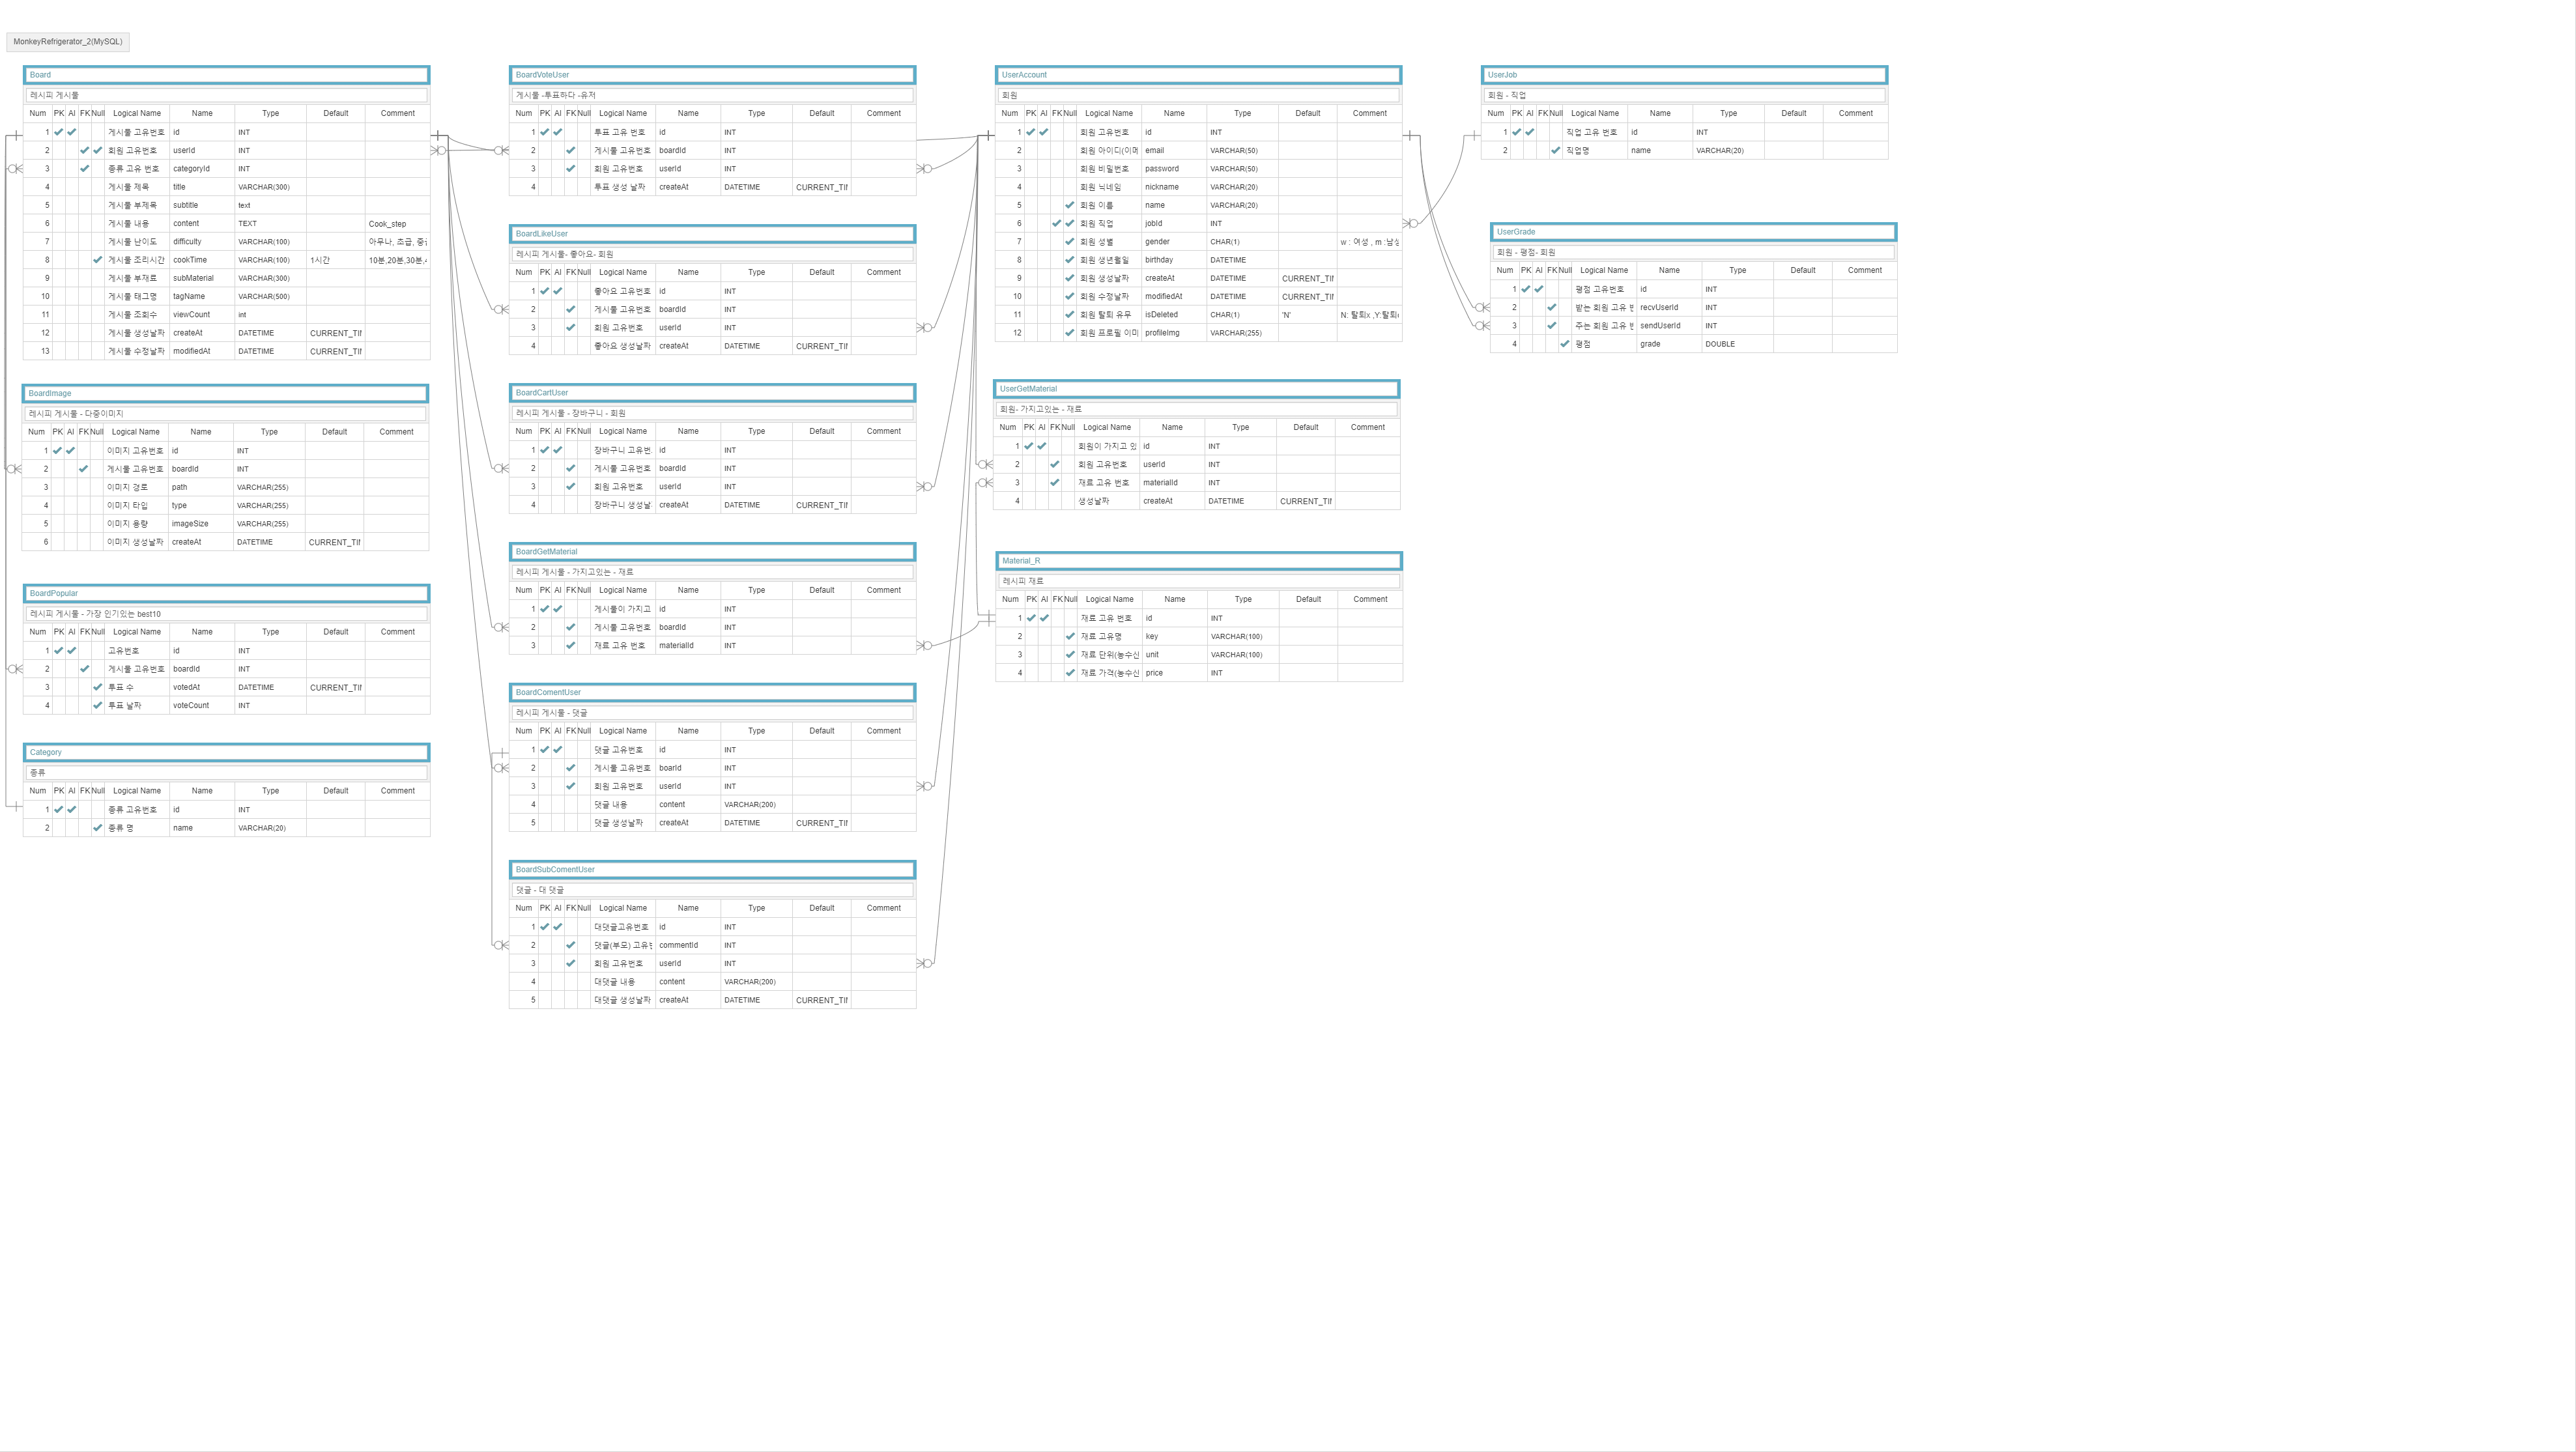 MonkeyRefrigerator_2(MySQL)
Board
레시피 게시물
Num PK AI FK Null Logical Name Name Type Default Comment
1 게시물 고유번호 id INT
2 회원 고유번호 userId INT
3 종류 고유 번호 categoryId INT
4 게시물 제목 title VARCHAR(300)
5 게시물 부제목 subtitle text
6 게시물 내용 content TEXT Cook_step
7 게시물 난이도 difficulty VARCHAR(100) 아무나, 초급, 중급
8 게시물 조리시간 cookTime VARCHAR(100) 1시간 10분,20분,30분,
9 게시물 부재료 subMaterial VARCHAR(300)
10 게시물 태그명 tagName VARCHAR(500)
11 게시물 조회수 viewCount int
12 게시물 생성날짜 createAt DATETIME CURRENT_TIM
13 게시물 수정날짜 modifiedAt DATETIME CURRENT_TIM
BoardImage
레시피 게시물 - 다중이미지
Num PK AI FK Null Logical Name Name Type Default Comment
1 이미지 고유번호 id INT
2 게시물 고유번호 boardId INT
3 이미지 경로 path VARCHAR(255)
4 이미지 타입 type VARCHAR(255)
5 이미지 용량 imageSize VARCHAR(255)
6 이미지 생성날짜 createAt DATETIME CURRENT_TIM
BoardPopular
레시피 게시물 - 가장 인기있는 best10
Num PK AI FK Null Logical Name Name Type Default Comment
1 고유번호 id INT
2 게시물 고유번호 boardId INT
3 투표 수 votedAt DATETIME CURRENT_TIM
4 투표 날짜 voteCount INT
Category
종류
Num PK AI FK Null Logical Name Name Type Default Comment
1 종류 고유번호 id INT
2 종류 명 name VARCHAR(20)
BoardVoteUser
게시물 -투표하다 -유저
Num PK AI FK Null Logical Name Name Type Default Comment
1 투표 고유 번호 id INT
2 게시물 고유번호 boardId INT
3 회원 고유번호 userId INT
4 투표 생성 날짜 createAt DATETIME CURRENT_TIM
BoardLikeUser
레시피 게시물- 좋아요- 회원
Num PK AI FK Null Logical Name Name Type Default Comment
1 좋아요 고유번호 id INT
2 게시물 고유번호 boardId INT
3 회원 고유번호 userId INT
4 좋아요 생성날짜 createAt DATETIME CURRENT_TIM
BoardCartUser
레시피 게시물 - 장바구니 - 회원
Num PK AI FK Null Logical Name Name Type Default Comment
1 장바구니 고유번 id INT
2 게시물 고유번호 boardId INT
3 회원 고유번호 userId INT
4 장바구니 생성날 createAt DATETIME CURRENT_TIM
BoardGetMaterial
레시피 게시물 - 가지고있는 - 재료
Num PK AI FK Null Logical Name Name Type Default Comment
1 게시물이 가지고 id INT
2 게시물 고유번호 boardId INT
3 재료 고유 번호 materialId INT
BoardComentUser
레시피 게시물 - 댓글
Num PK AI FK Null Logical Name Name Type Default Comment
1 댓글 고유번호 id INT
2 게시물 고유번호 boarId INT
3 회원 고유번호 userId INT
4 댓글 내용 content VARCHAR(200)
5 댓글 생성날짜 createAt DATETIME CURRENT_TIM
BoardSubComentUser
댓글 - 대 댓글
Num PK AI FK Null Logical Name Name Type Default Comment
1 대댓글고유번호 id INT
2 댓글(부모) 고유번 commentId INT
3 회원 고유번호 userId INT
4 대댓글 내용 content VARCHAR(200)
5 대댓글 생성날짜 createAt DATETIME CURRENT_TIM
UserAccount
회원
Num PK AI FK Null Logical Name Name Type Default Comment
1 회원 고유번호 id INT
2 회원 아이디(이메 email VARCHAR(50)
3 회원 비밀번호 password VARCHAR(50)
4 회원 닉네임 nickname VARCHAR(20)
5 회원 이름 name VARCHAR(20)
6 회원 직업 jobId INT
7 회원 성별 gender CHAR(1) w : 여성 , m :남성
8 회원 생년월일 birthday DATETIME
9 회원 생성날짜 createAt DATETIME CURRENT_TIM
10 회원 수정날짜 modifiedAt DATETIME CURRENT_TIM
11 회원 탈퇴 유무 isDeleted CHAR(1) 'N' N: 탈퇴x ,Y:탈퇴
12 회원 프로필 이미 profileImg VARCHAR(255)
UserGetMaterial
회원- 가지고있는 - 재료
Num PK AI FK Null Logical Name Name Type Default Comment
1 회원이 가지고 있 id INT
2 회원 고유번호 userId INT
3 재료 고유 번호 materialId INT
4 생성날짜 createAt DATETIME CURRENT_TIM
Material_R
레시피 재료
Num PK AI FK Null Logical Name Name Type Default Comment
1 재료 고유 번호 id INT
2 재료 고유명 key VARCHAR(100)
3 재료 단위(농수산 unit VARCHAR(100)
4 재료 가격(농수산 price INT
UserJob
회원 - 직업
Num PK AI FK Null Logical Name Name Type Default Comment
1 직업 고유 번호 id INT
2 직업명 name VARCHAR(20)
UserGrade
회원 - 평점- 회원
Num PK AI FK Null Logical Name Name Type Default Comment
1 평점 고유번호 id INT
2 받는 회원 고유 번 recvUserId INT
3 주는 회원 고유 번 sendUserId INT
4 평점 grade DOUBLE